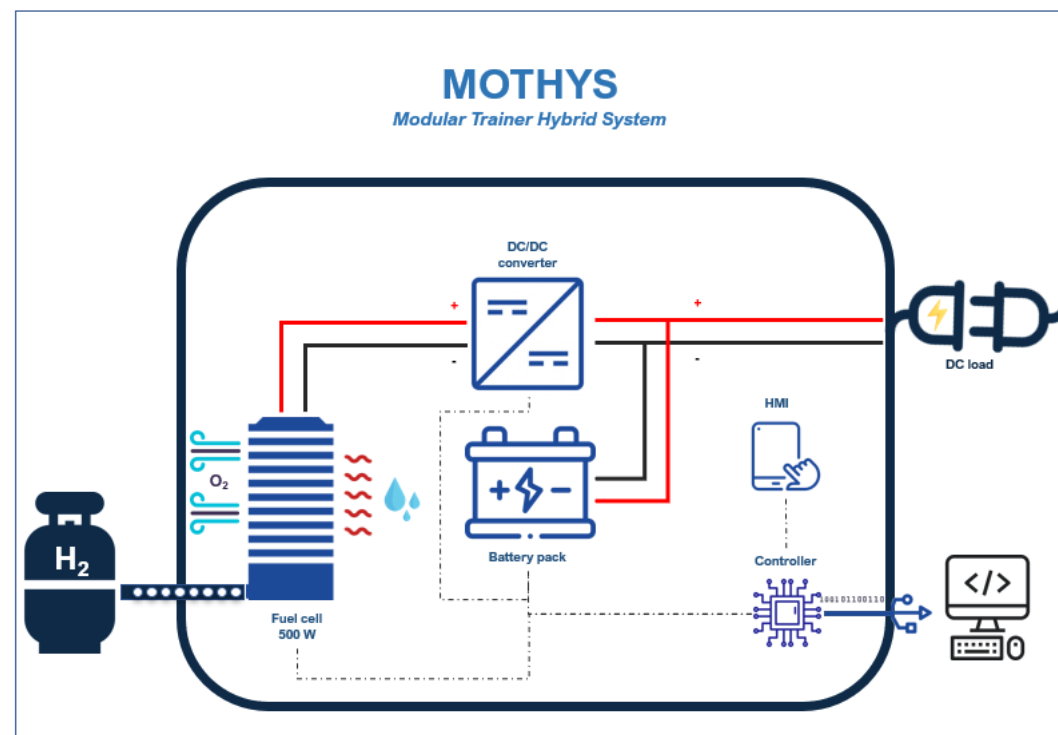 MOTHYS
Modular Trainer Hybrid System
DC/DC
converter
+
+
-
-
DC load
HMI
O₂
H₂
+ -
Battery pack
Controller
</>
100101100110
Fuel cell
500 W